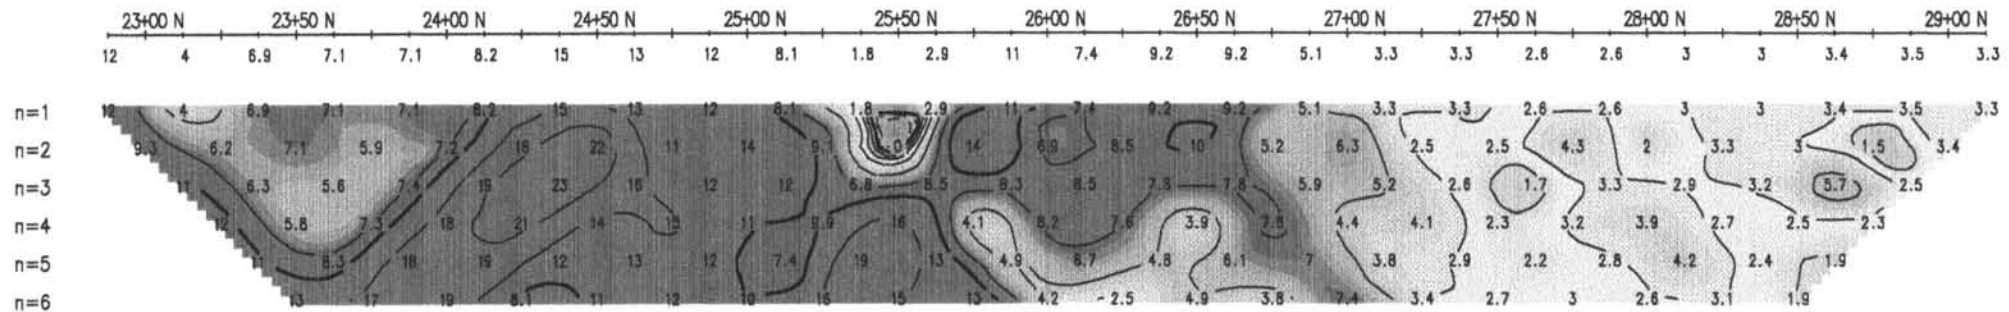 23+00 N 23+50 N 24+00 N 24+50 N 25+00 N 25+50 N 26+00 N 26+50 N 27+00 N 27+50 N 28+00 N 28+50 N 29+00 N
12 4 6.9 7.1 7.1 8.2 15 13 12 8.1 1.8 2.9 11 7.4 9.2 9.2 5.1 3.3 3.3 2.6 2.6 3 3 3.4 3.5 3.3
n=1 12 4 6.9 7.1 7.1 8.2 15 13 12 8.1 1.8 2.9 11 7.4 9.2 9.2 5.1 3.3 3.3 2.6 2.6 3 3 3.4 3.5 3.3
n=2 9.3 6.2 7.1 5.9 7.2 18 22 11 14 9.1 0 14 6.9 8.5 10 5.2 6.3 2.5 2.5 4.3 2 3.3 3 1.5 3.4
n=3 11 6.3 5.6 7.4 19 23 16 12 12 6.8 8.5 8.3 8.5 7.8 7.8 5.9 5.2 2.6 1.7 3.3 2.9 3.2 5.7 2.5
n=4 12 5.8 7.3 18 21 14 15 11 9.9 16 4.1 8.2 7.6 3.9 7.8 4.4 4.1 2.3 3.2 3.9 2.7 2.5 2.3
n=5 11 6.3 18 19 12 13 12 7.4 19 13 4.9 6.7 4.8 6.1 7 3.8 2.9 2.2 2.8 4.2 2.4 1.9
n=6 13 17 19 8.1 11 12 10 16 15 13 4.2 2.5 4.9 3.8 7.4 3.4 2.7 3 2.6 3.1 1.9